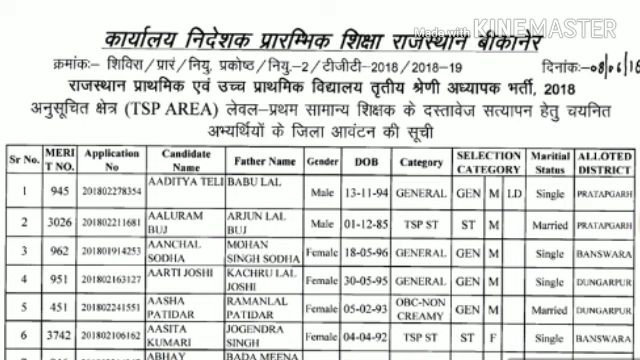 Made with KINEMASTER
कार्यालय निदेशक प्रारम्भिक शिक्षा राजस्थान बीकानेर
क्रमांकः- शिविरा/प्रारं/नियु. प्रकोष्ठ/नियु.-2/टीजीटी-2018/2018-19 दिनांकः-08/06/18
राजस्थान प्राथमिक एवं उच्च प्राथमिक विद्यालय तृतीय श्रेणी अध्यापक भर्ती, 2018
अनुसूचित क्षेत्र (TSP AREA) लेवल-प्रथम सामान्य शिक्षक के दस्तावेज सत्यापन हेतु चयनित
अभ्यर्थियों के जिला आवंटन की सूची
Sr No. MERIT NO. Application No Candidate Name Father Name Gender DOB Category SELECTION CATEGORY Maritial Status ALLOTED DISTRICT
1 945 201802278354 AADITYA TELI BABU LAL Male 13-11-94 GENERAL GEN M LD Single PRATAPGARH
2 3026 201802211681 AALURAM BUJ ARJUN LAL BUJ Male 01-12-85 TSP ST ST M Married PRATAPGARH
3 962 201801914253 AANCHAL SODHA MOHAN SINGH SODHA Female 18-05-96 GENERAL GEN M Single BANSWARA
4 951 201802163127 AARTI JOSHI KACHRU LAL JOSHI Female 30-05-95 GENERAL GEN M Single DUNGARPUR
5 451 201802241551 AASHA PATIDAR RAMANLAL PATIDAR Female 05-02-93 OBC-NON CREAMY GEN M Married DUNGARPUR
6 3742 201802106162 AASITA KUMARI JOGENDRA SINGH Female 04-04-92 TSP ST ST F Single BANSWARA
ABHAY BADA MEENA